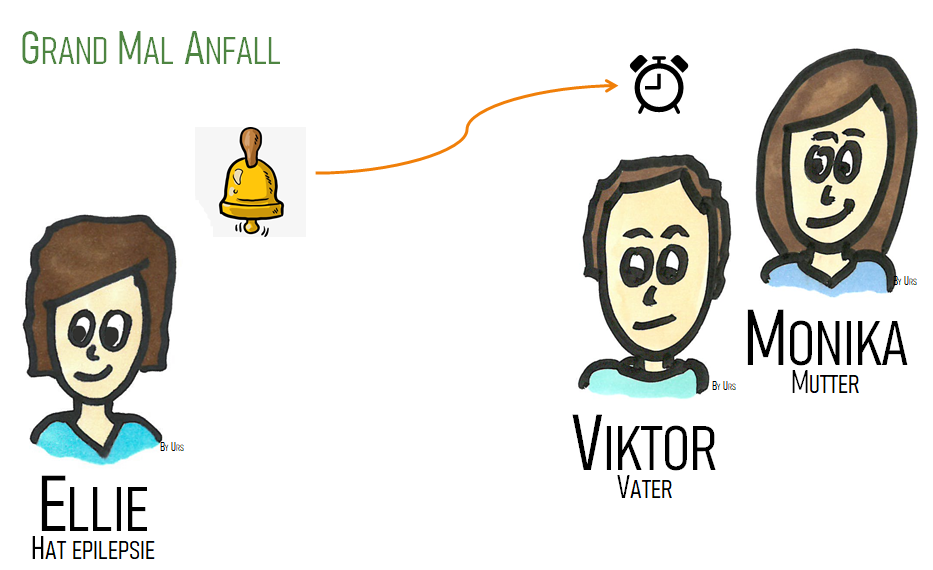 Grand Mal Anfall
By Urs
Monika
Mutter
By Urs
Viktor
Vater
By Urs
Ellie
Hat epilepsie